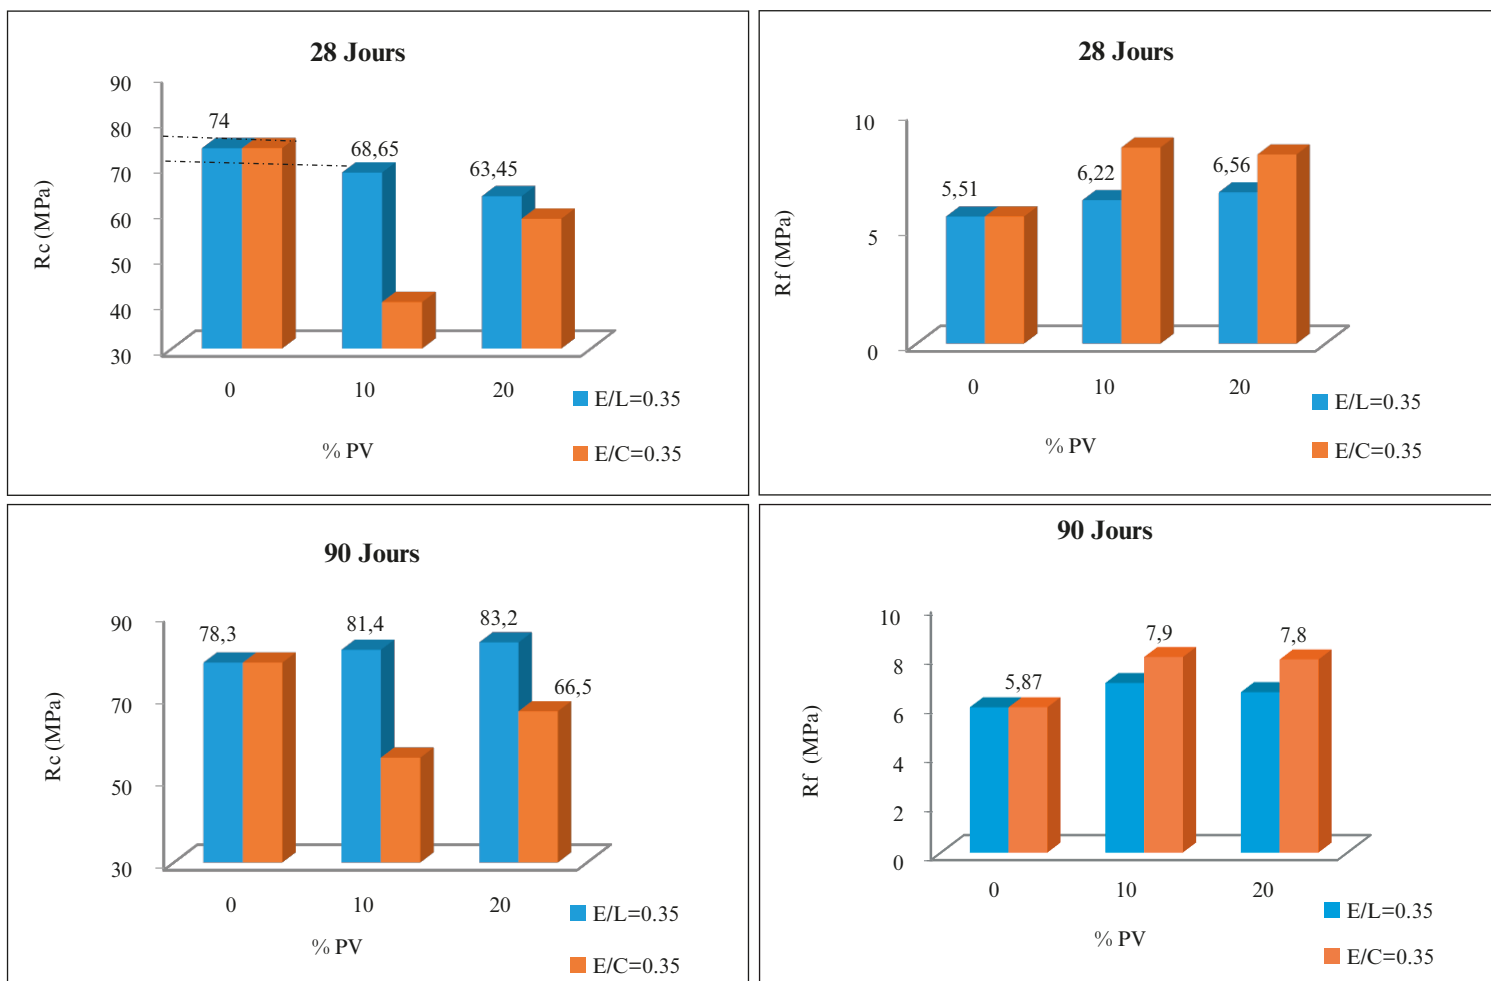 28 Jours
90
80
70
60
50
40
30
Rc (MPa)
74
68,65
63,45
0
10
20
% PV
E/L=0.35
E/C=0.35
28 Jours
10
5
0
Rf (MPa)
5,51
6,22
6,56
0
10
20
% PV
E/L=0.35
E/C=0.35
90 Jours
90
70
50
30
Rc (MPa)
78,3
81,4
83,2
66,5
0
10
20
% PV
E/L=0.35
E/C=0.35
90 Jours
10
8
6
4
2
0
Rf (MPa)
5,87
7,9
7,8
0
10
20
% PV
E/L=0.35
E/C=0.35